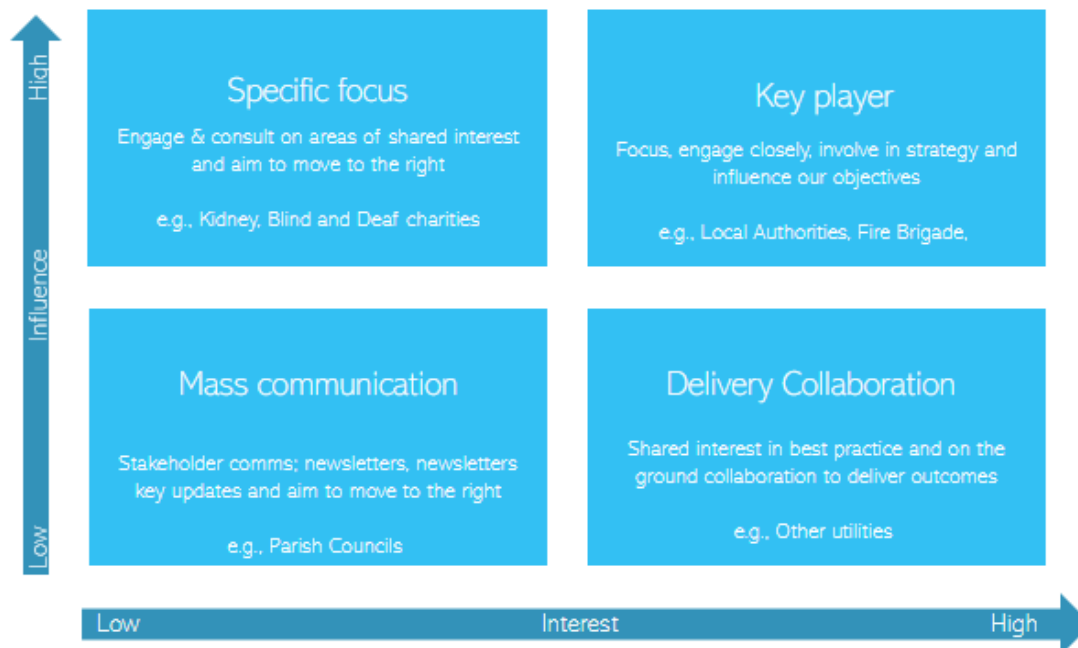 High
Influence
Low
Specific focus
Engage & consult on areas of shared interest
and aim to move to the right
e.g., Kidney, Blind and Deaf charities
Key player
Focus, engage closely, involve in strategy and
influence our objectives
e.g., Local Authorities, Fire Brigade,
Mass communication
Stakeholder comms; newsletters, newsletters
key updates and aim to move to the right
e.g., Parish Councils
Delivery Collaboration
Shared interest in best practice and on the
ground collaboration to deliver outcomes
e.g., Other utilities
Low
Interest
High